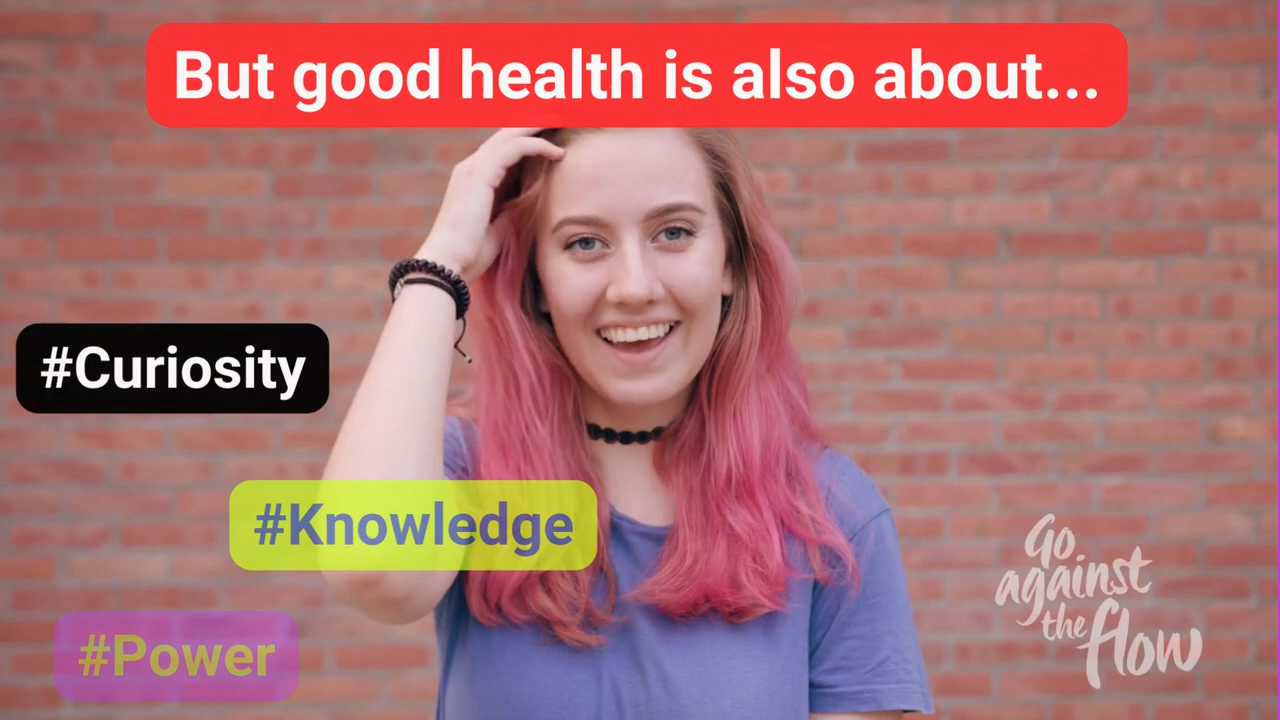 But good health is also about...
#Curiosity
#Knowledge
#Power
Go
against
the flow